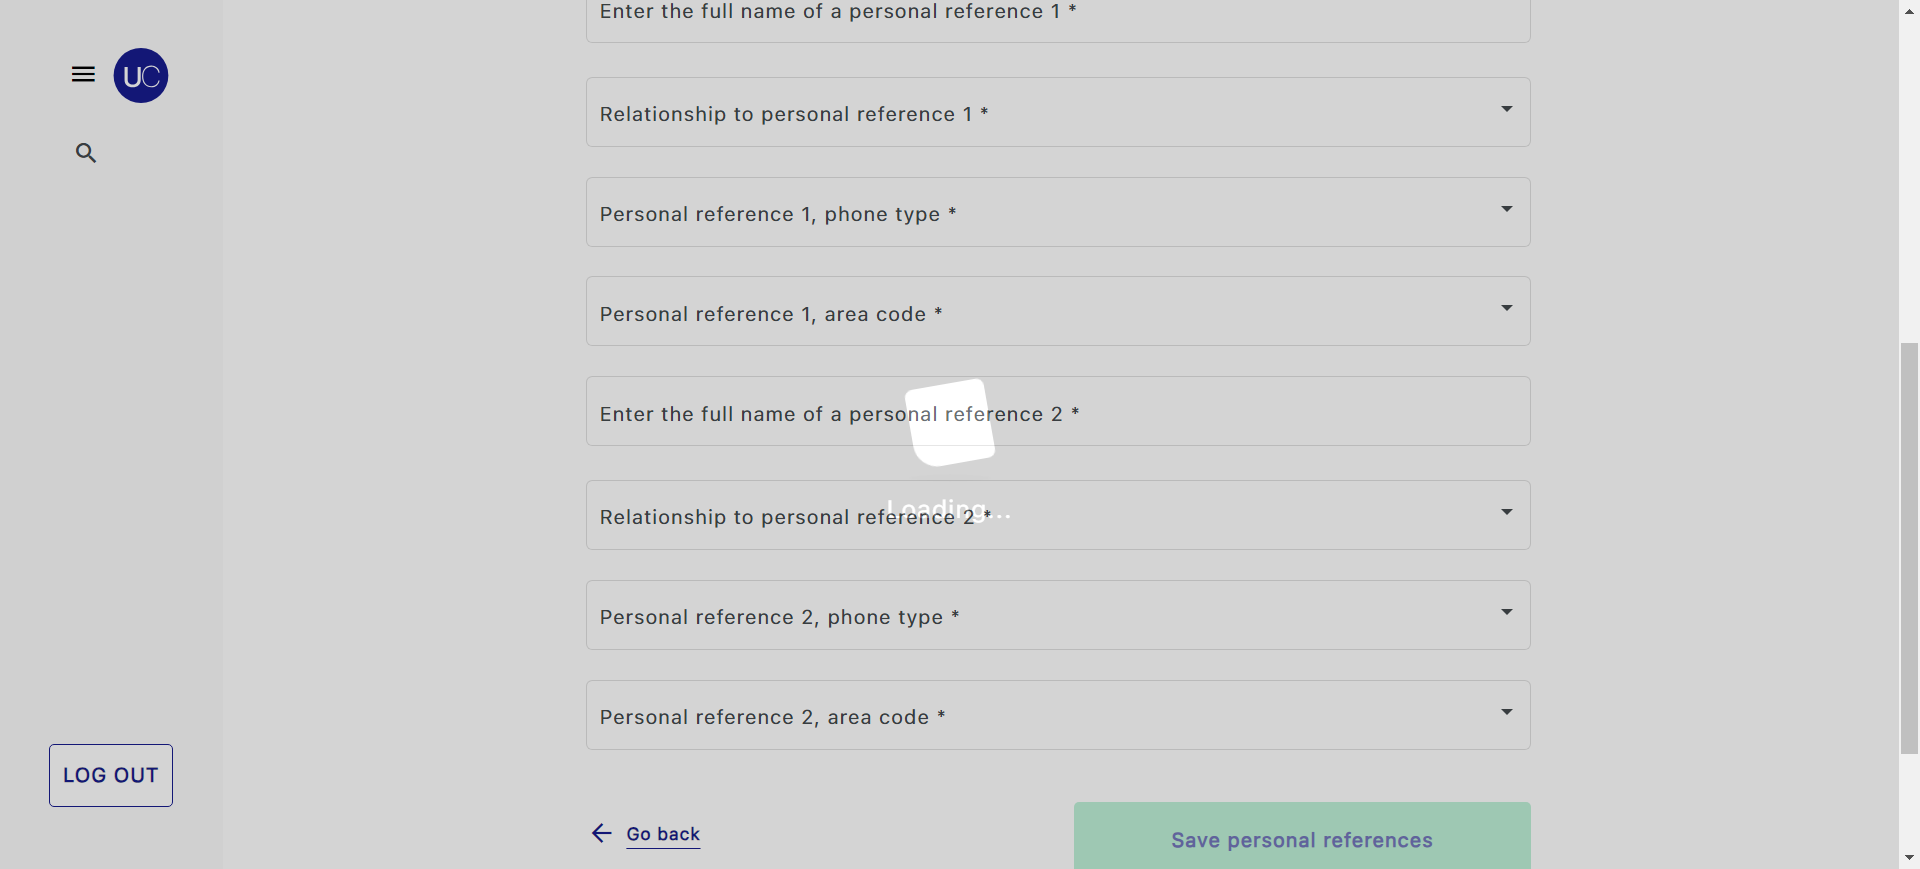 Enter the full name of a personal reference 1 *
UC
Relationship to personal reference 1 *
Personal reference 1, phone type *
Personal reference 1, area code *
Enter the full name of a personal reference 2 *
Loading...
Relationship to personal reference 2 *
Personal reference 2, phone type *
Personal reference 2, area code *
LOG OUT
Go back
Save personal references